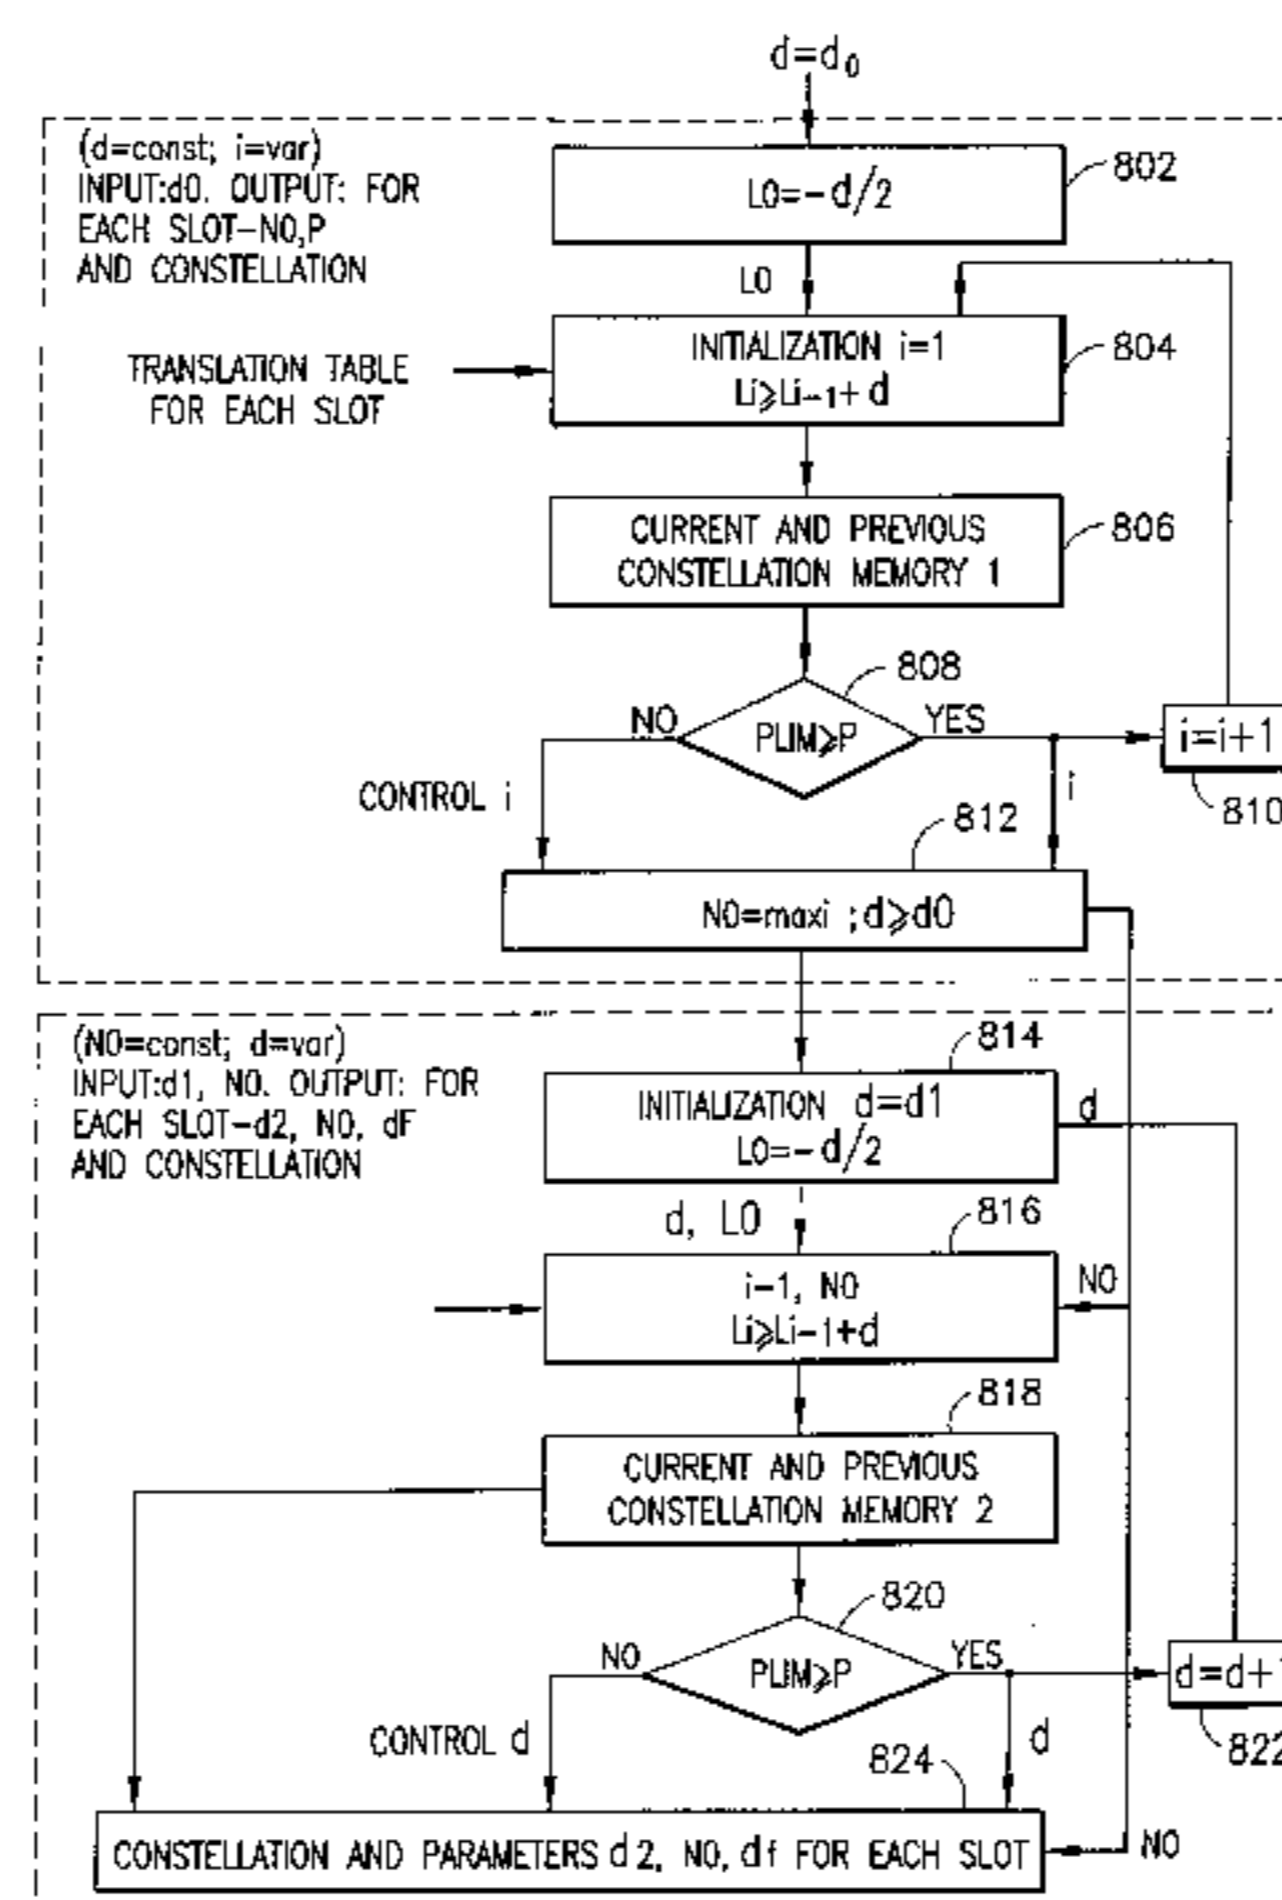 d=d0
(d=const; i=var)
INPUT:d0. OUTPUT: FOR
EACH SLOT-N0,P
AND CONSTELLATION
L0=-d/2
802
L0
TRANSLATION TABLE
FOR EACH SLOT
INITIALIZATION i=1
Li≥Li-1+d
804
CURRENT AND PREVIOUS
CONSTELLATION MEMORY 1
806
808
NO
PLIM≥P
YES
i=i+1
810
CONTROL i
i
812
N0=maxi ;d≥d0
(N0=const; d=var)
INPUT:d1, N0. OUTPUT: FOR
EACH SLOT-d2, N0, dF
AND CONSTELLATION
814
INITIALIZATION d=d1
L0=-d/2
d
d, L0
816
i-1, N0
Li≥Li-1+d
N0
818
CURRENT AND PREVIOUS
CONSTELLATION MEMORY 2
820
NO
PLIM≥P
YES
d=d+1
822
CONTROL d
d
824
CONSTELLATION AND PARAMETERS d2, N0, df FOR EACH SLOT
N0